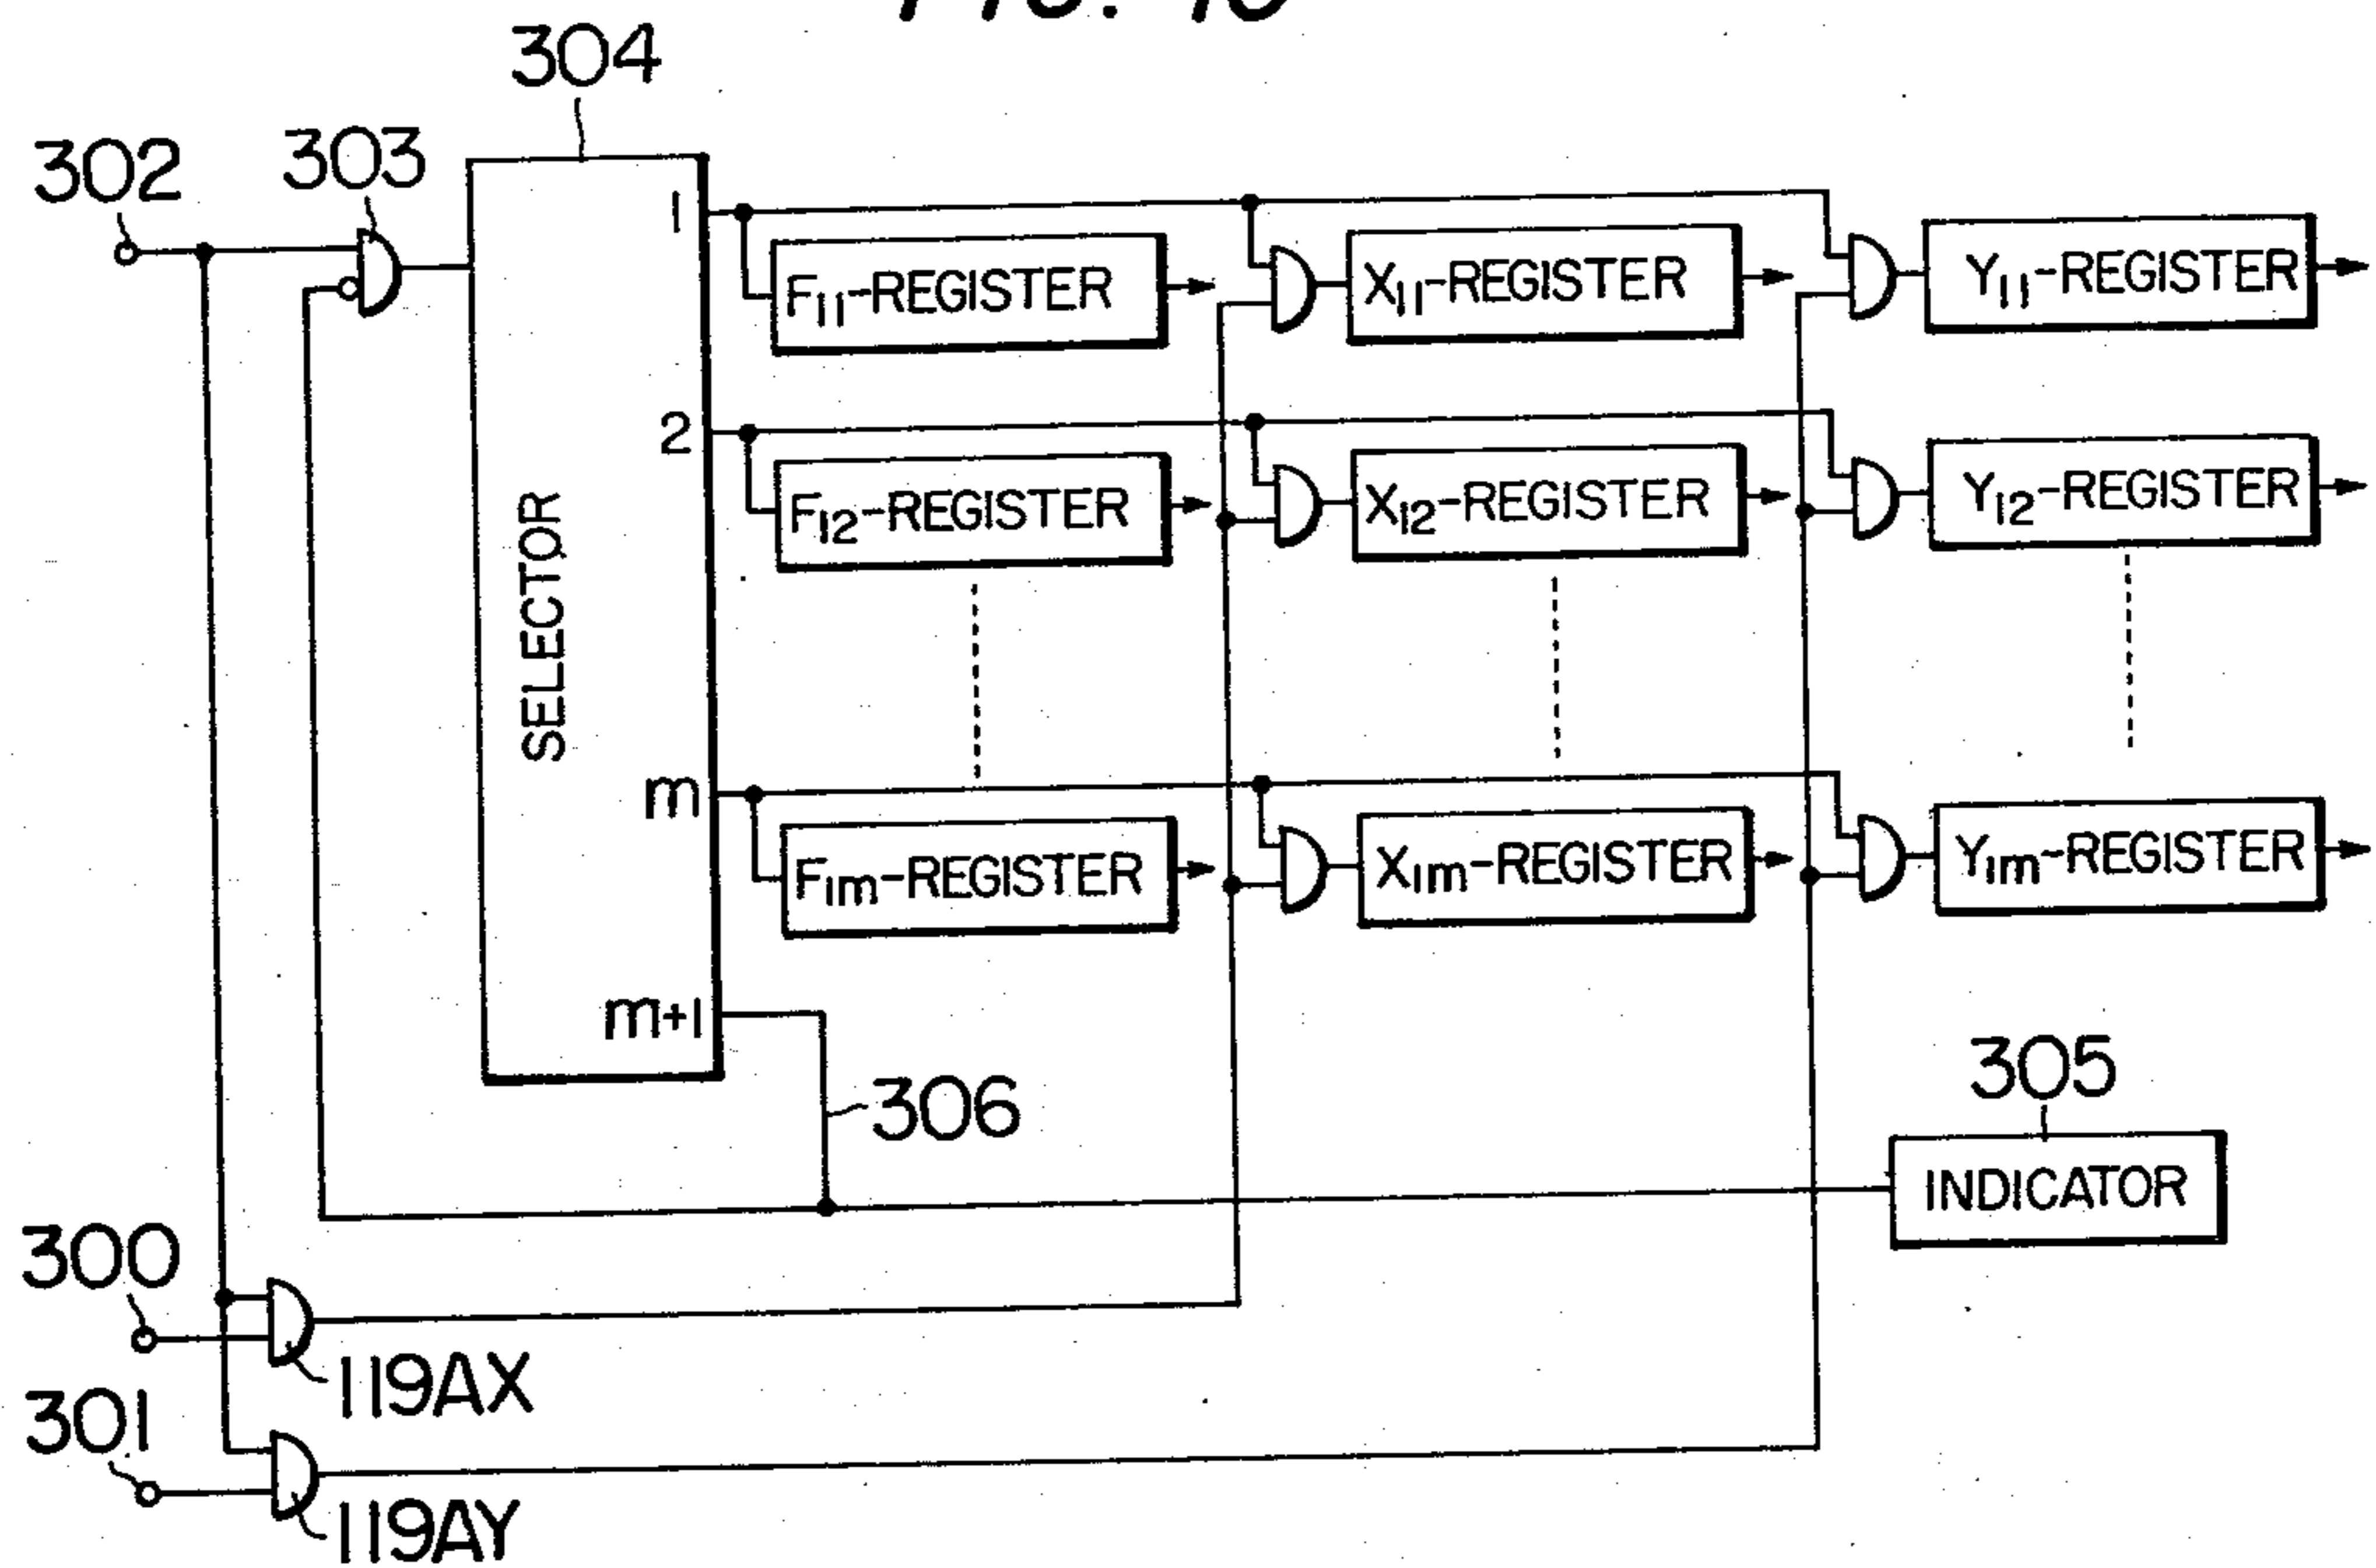 304
302
303
1
F11-REGISTER
X11-REGISTER
Y11-REGISTER
2
F12-REGISTER
X12-REGISTER
Y12-REGISTER
SELECTOR
m
F1m-REGISTER
X1m-REGISTER
Y1m-REGISTER
m+1
306
305
INDICATOR
300
119AX
301
119AY